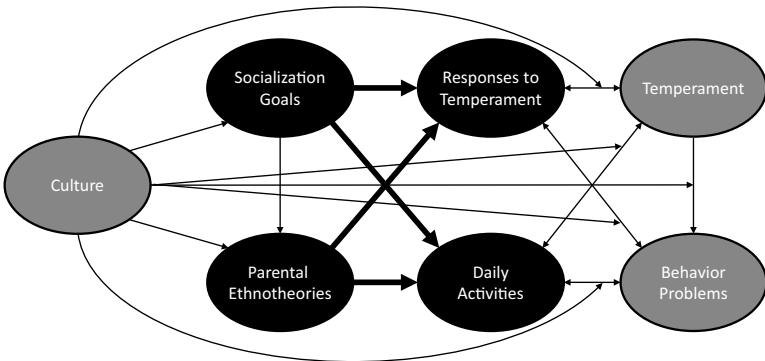 Socialization
Goals
Responses to
Temperament
Temperament
Culture
Parental
Ethnotheories
Daily
Activities
Behavior
Problems